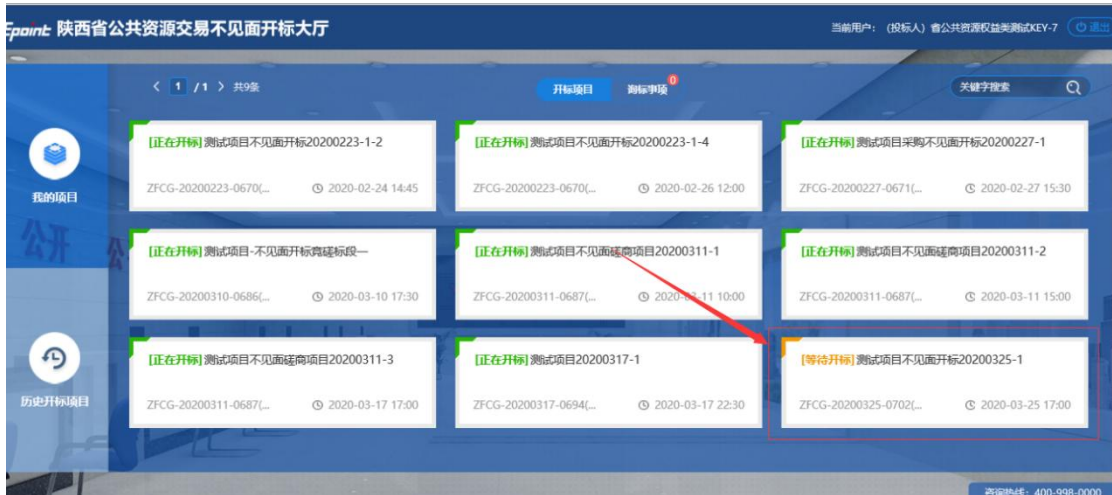 Epoint 陕西省公共资源交易不见面开标大厅
当前用户： (投标人) 省公共资源权益类测试KEY-7 退出
< 1 / 1 > 共9条
开标项目 询标事项 0
关键字搜索
我的项目
历史开标项目
[正在开标] 测试项目不见面开标20200223-1-2
ZFCG-20200223-0670(... 2020-02-24 14:45
[正在开标] 测试项目不见面开标20200223-1-4
ZFCG-20200223-0670(... 2020-02-26 12:00
[正在开标] 测试项目采购不见面开标20200227-1
ZFCG-20200227-0671(... 2020-02-27 15:30
[正在开标] 测试项目-不见面开标竞磋标段一
ZFCG-20200310-0686(... 2020-03-10 17:30
[正在开标] 测试项目不见面磋商项目20200311-1
ZFCG-20200311-0687(... 2020-03-11 10:00
[正在开标] 测试项目不见面磋商项目20200311-2
ZFCG-20200311-0687(... 2020-03-11 15:00
[正在开标] 测试项目不见面磋商项目20200311-3
ZFCG-20200311-0687(... 2020-03-17 17:00
[正在开标] 测试项目20200317-1
ZFCG-20200317-0694(... 2020-03-17 22:30
[等待开标] 测试项目不见面开标20200325-1
ZFCG-20200325-0702(... 2020-03-25 17:00
公开 公
咨询热线：400-998-0000